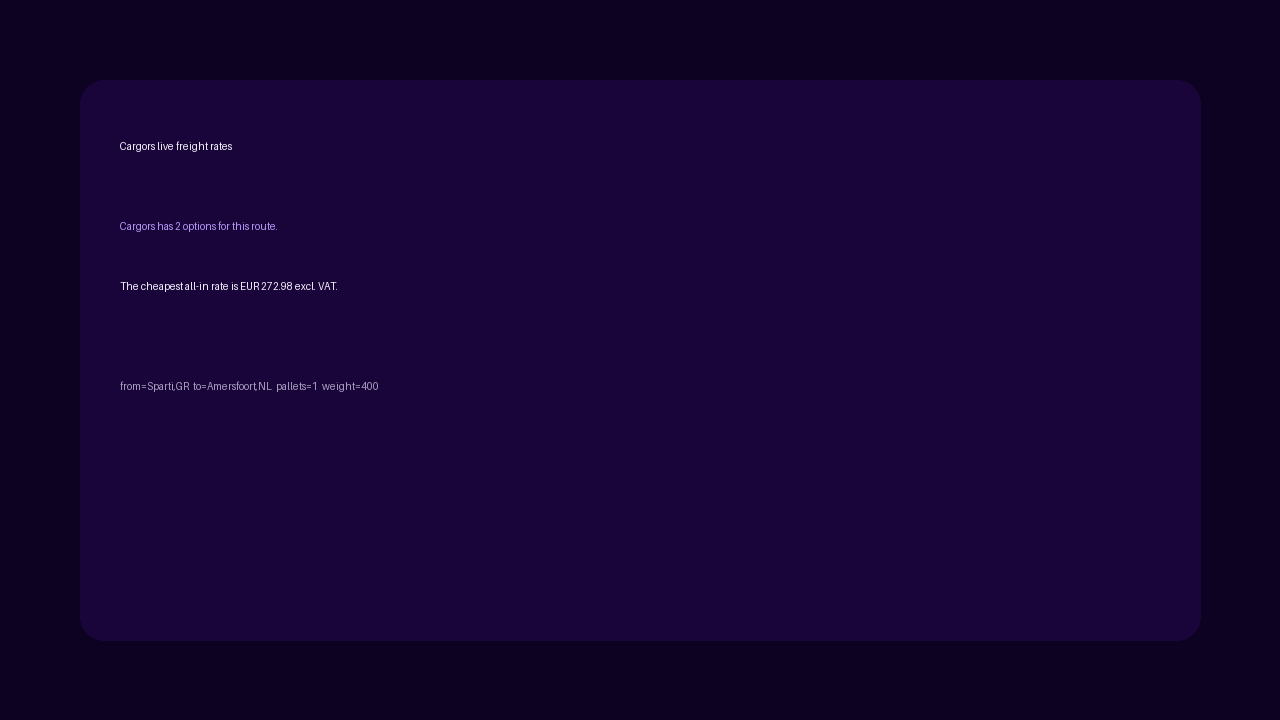 Cargors live freight rates
Cargors has 2 options for this route.
The cheapest all-in rate is EUR 272.98 excl. VAT.
from=Sparti,GR to=Amersfoort,NL pallets=1 weight=400